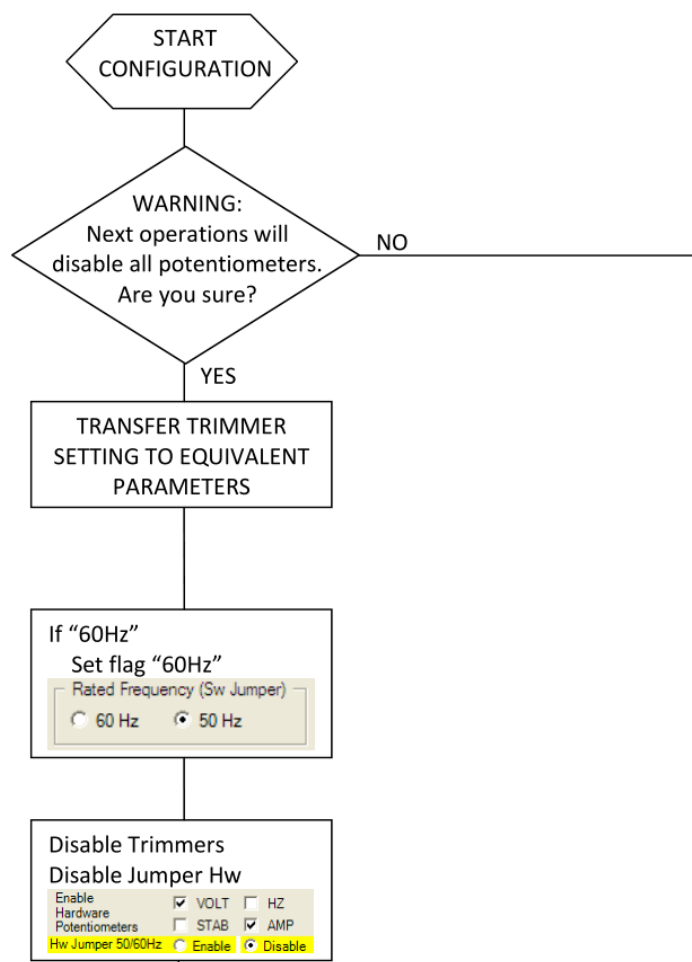 START
CONFIGURATION
WARNING:
Next operations will
disable all potentiometers.
Are you sure?
NO
YES
TRANSFER TRIMMER
SETTING TO EQUIVALENT
PARAMETERS
If “60Hz”
Set flag “60Hz”
Rated Frequency (Sw Jumper)
60 Hz 50 Hz
Disable Trimmers
Disable Jumper Hw
Enable
Hardware
Potentiometers
VOLT HZ
STAB AMP
Hw Jumper 50/60Hz Enable Disable